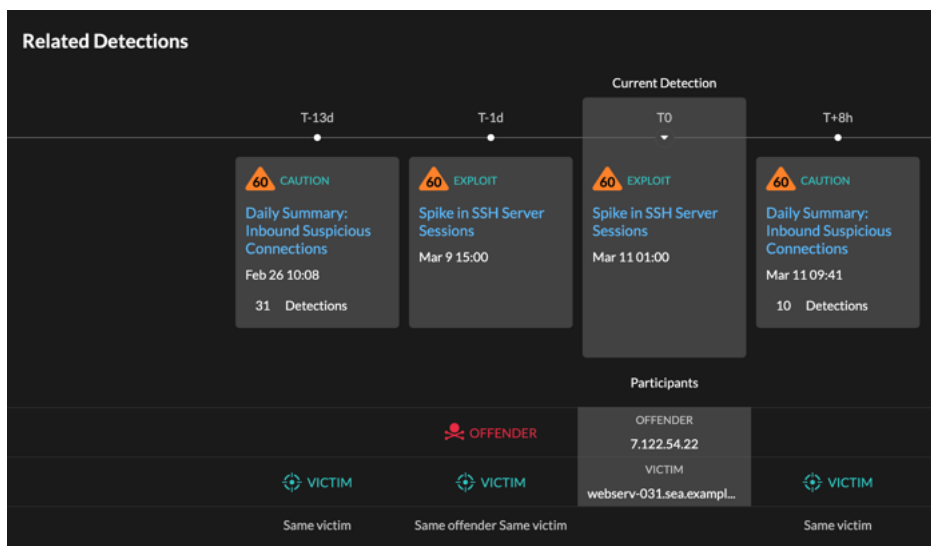 Related Detections
Current Detection
T-13d
T-1d
T0
T+8h
60 CAUTION
Daily Summary:
Inbound Suspicious
Connections
Feb 26 10:08
31 Detections
60 EXPLOIT
Spike in SSH Server
Sessions
Mar 9 15:00
60 EXPLOIT
Spike in SSH Server
Sessions
Mar 11 01:00
60 CAUTION
Daily Summary:
Inbound Suspicious
Connections
Mar 11 09:41
10 Detections
Participants
OFFENDER
OFFENDER
7.122.54.22
VICTIM
VICTIM
VICTIM
webserv-031.sea.exampl...
VICTIM
Same victim
Same offender Same victim
Same victim